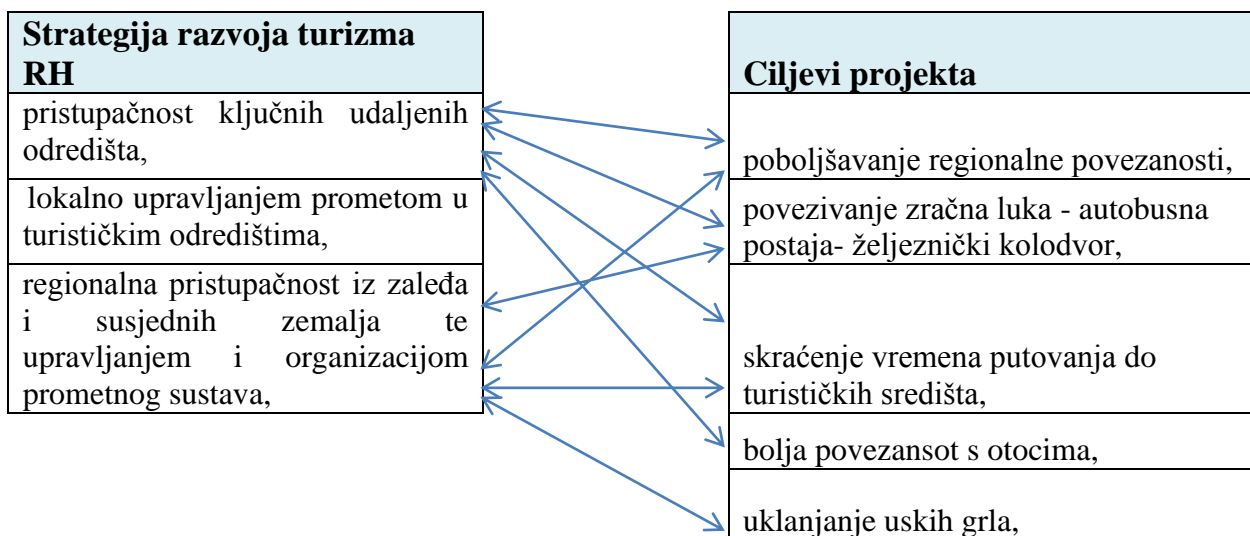 Strategija razvoja turizma
RH
pristupačnost ključnih udaljenih
odredišta,
lokalno upravljanjem prometom u
turističkim odredištima,
regionalna pristupačnost iz zaleđa
i susjednih zemalja te
upravljanjem i organizacijom
prometnog sustava,
Ciljevi projekta
poboljšavanje regionalne povezanosti,
povezivanje zračna luka - autobusna
postaja- željeznički kolodvor,
skraćenje vremena putovanja do
turističkih središta,
bolja povezansot s otocima,
uklanjanje uskih grla,